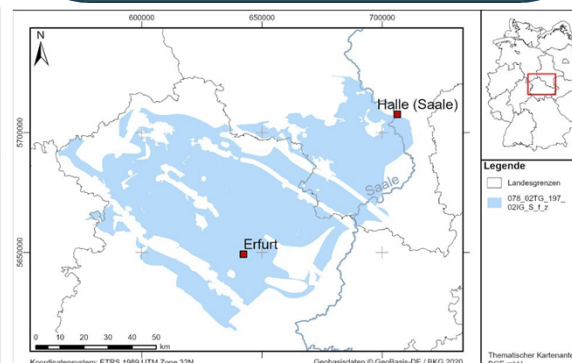 600000 650000 700000
N
Halle (Saale)
5700000
Saale
Erfurt
5650000
0 10 20 30 40 50
km
Koordinatensystem: ETRS 1989 UTM Zone 32N
Geobasisdaten © GeoBasis-DE / BKG 2020
Legende
Landesgrenzen
078_02TG_197_
02IG_S_f_z
Thematischer Kartenanteil